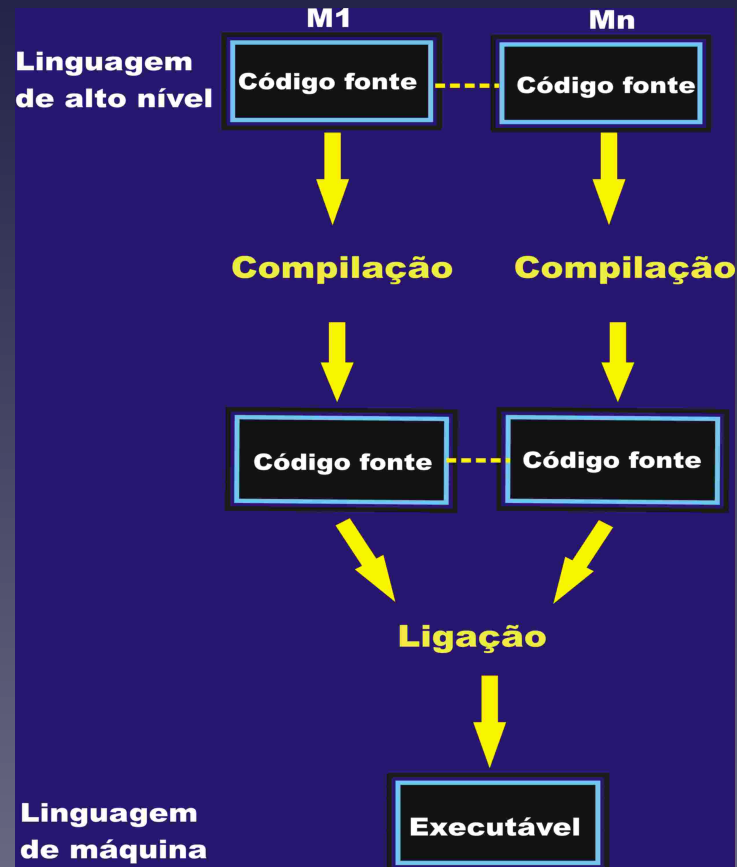 M1 Mn
Linguagem
de alto nível
Código fonte Código fonte
Compilação Compilação
Código fonte Código fonte
Ligação
Linguagem
de máquina
Executável